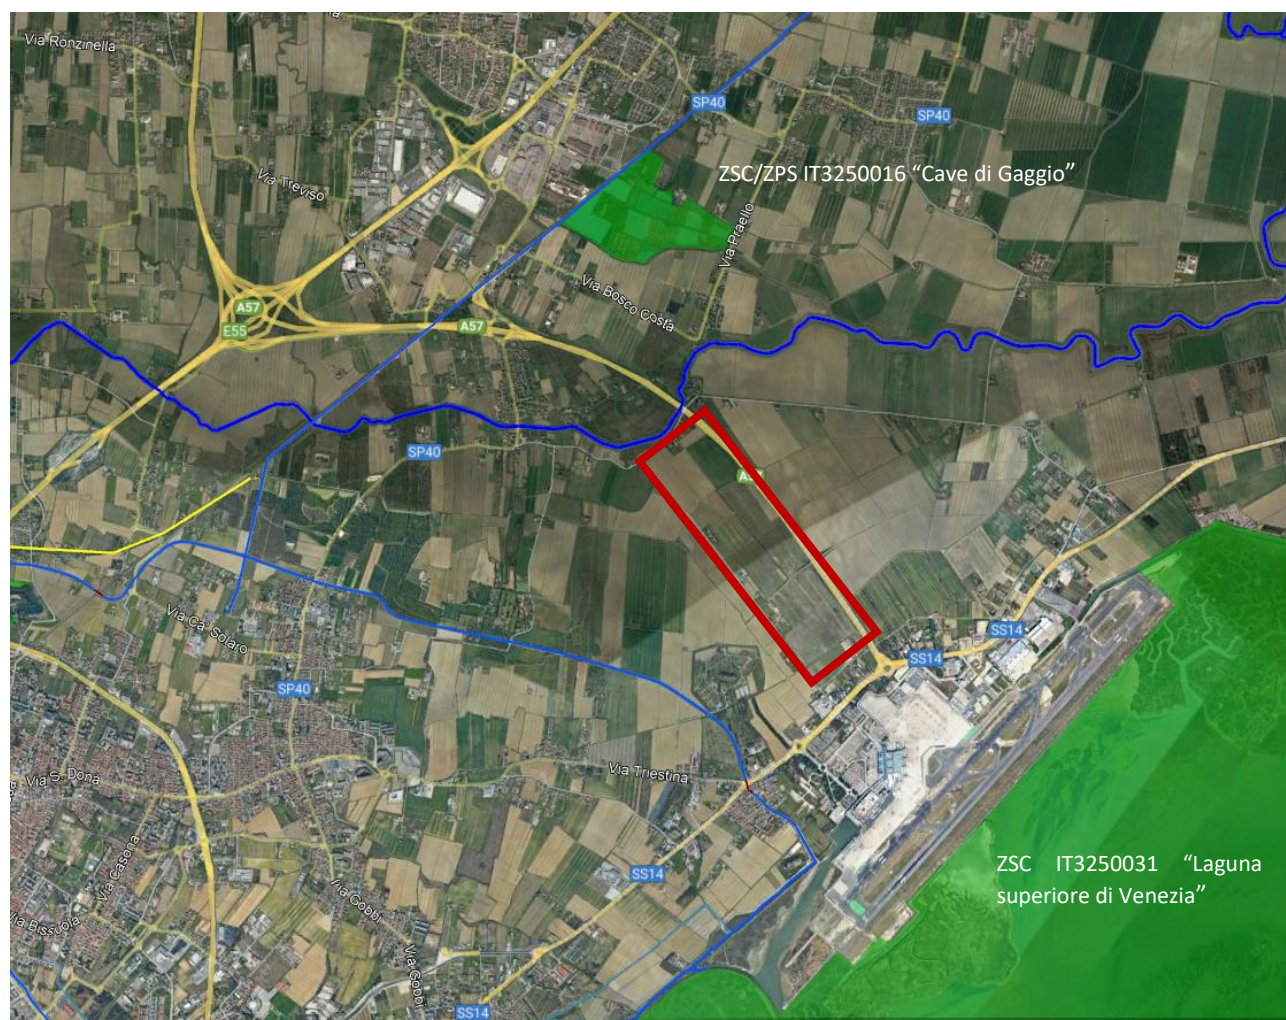 Via Ronzinella
SP40
SP40
ZSC/ZPS IT3250016 “Cave di Gaggio”
Via Treviso
Via Praello
Via Bosco Costa
A57
A57
E55
SP40
Via Ca' Solaro
SS14
SS14
SP40
Via Triestina
Via S. Donà
Via Casona
ZSC IT3250031 “Laguna
superiore di Venezia”
SS14
Via Gobbi
Via Bissuola
Via Gobbi
SS14